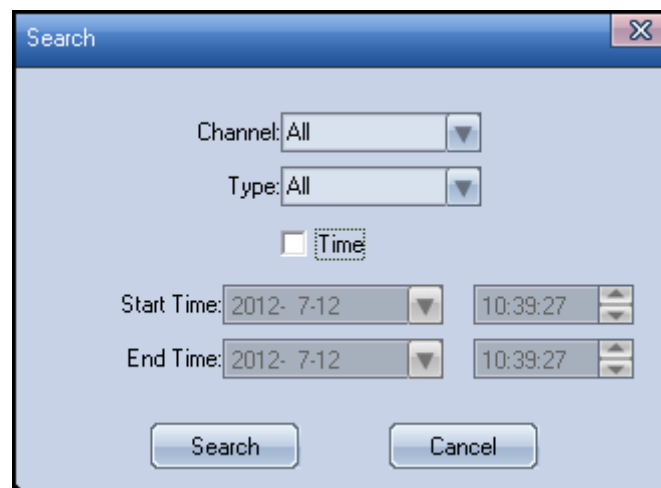 Search
Channel: All
Type: All
Time
Start Time: 2012- 7-12 10:39:27
End Time: 2012- 7-12 10:39:27
Search Cancel